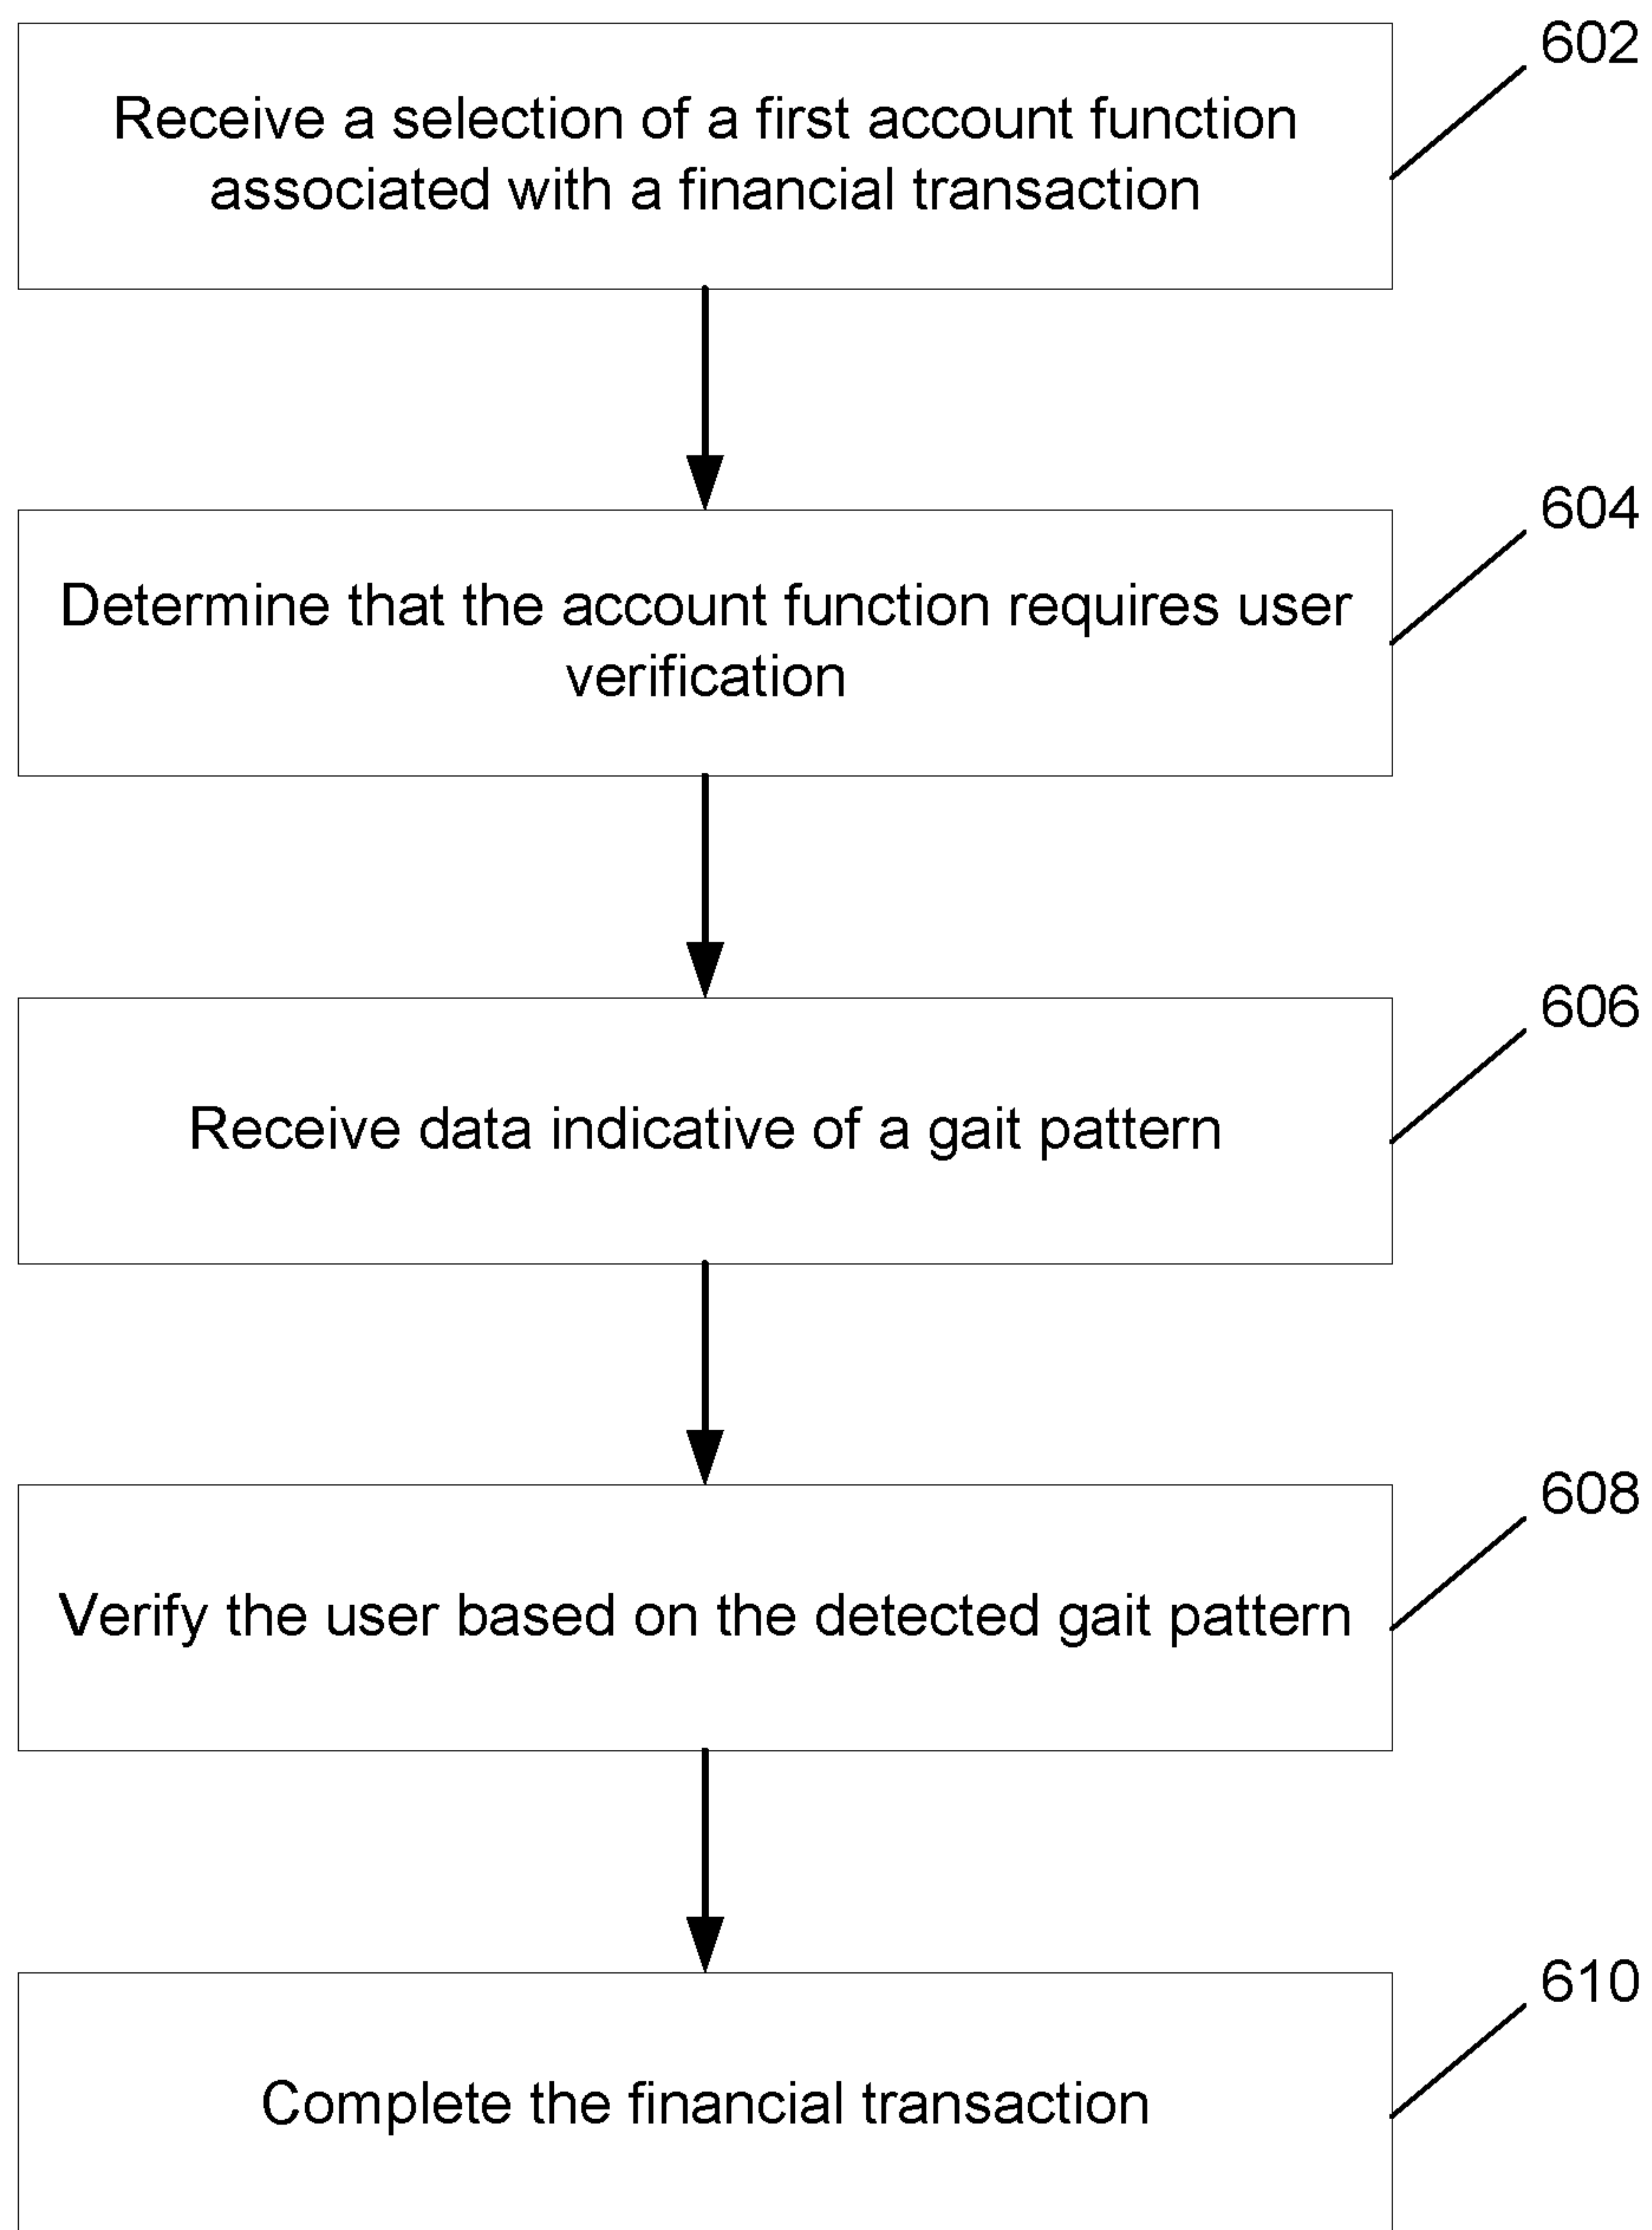 602
Receive a selection of a first account function
associated with a financial transaction
604
Determine that the account function requires user
verification
606
Receive data indicative of a gait pattern
608
Verify the user based on the detected gait pattern
610
Complete the financial transaction